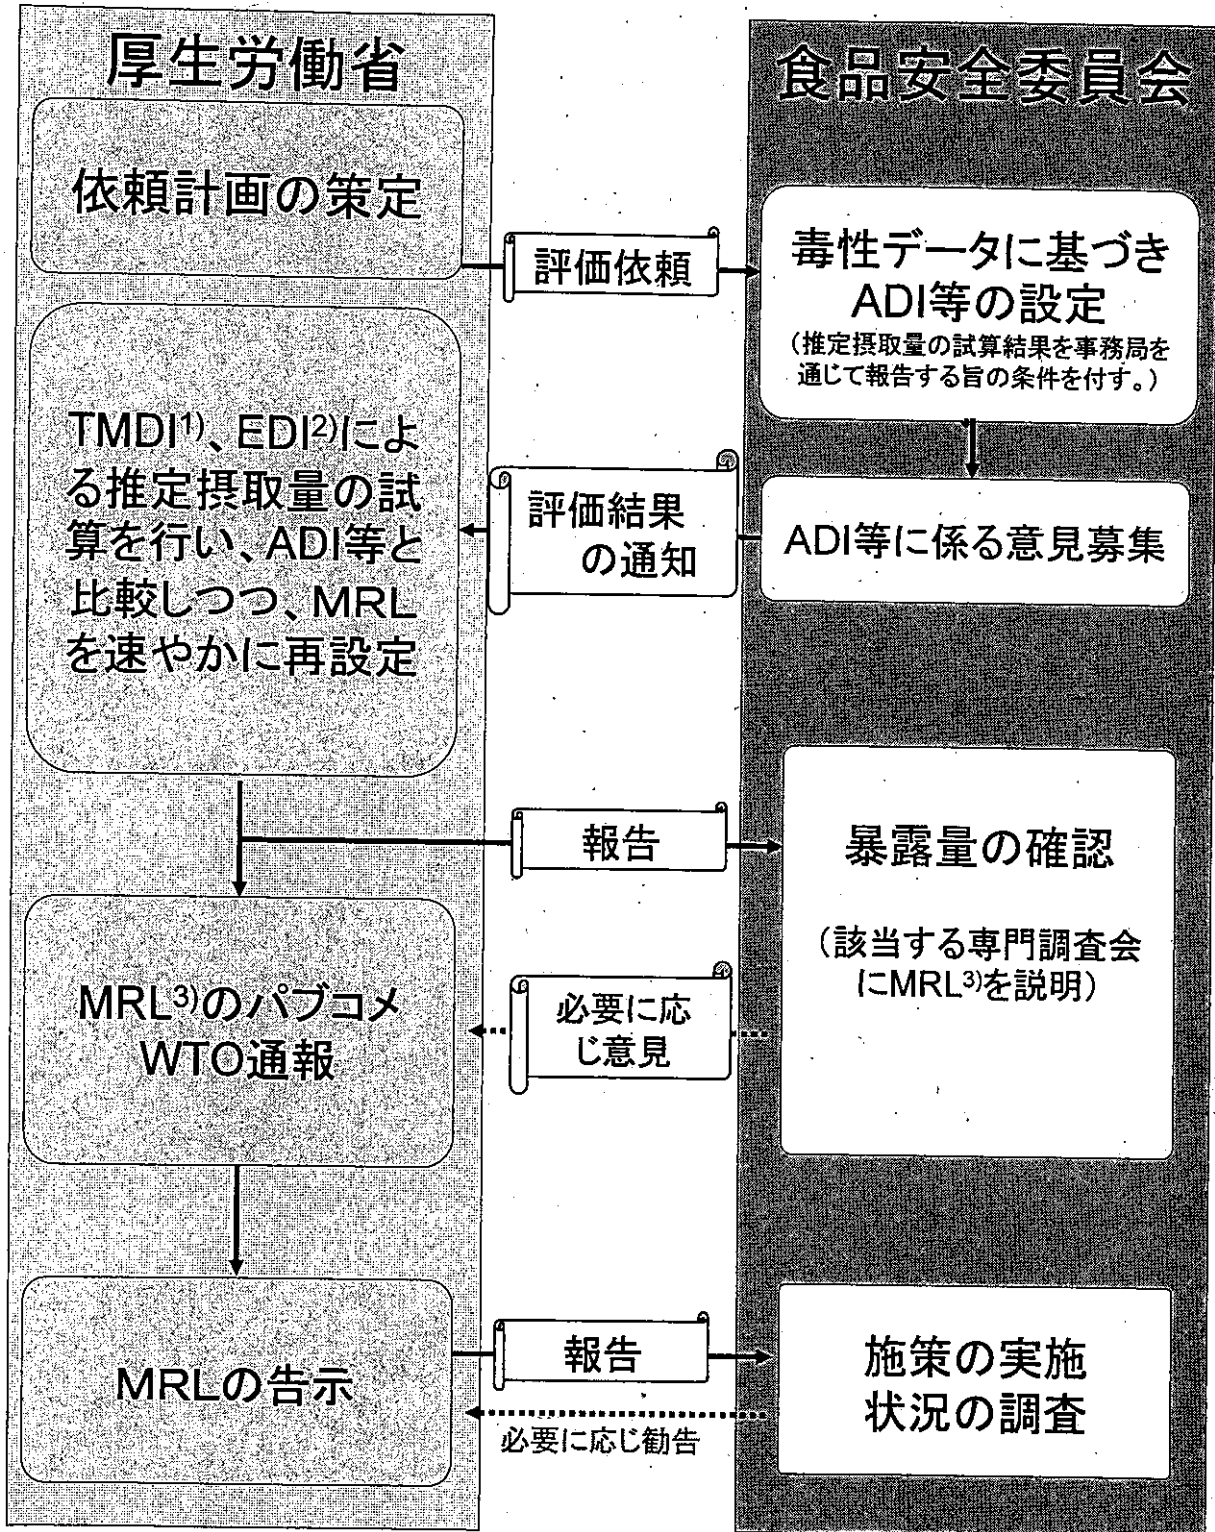 厚生労働省
食品安全委員会
依頼計画の策定
評価依頼
毒性データに基づき
ADI等の設定
（推定摂取量の試算結果を事務局を
通じて報告する旨の条件を付す。）
TMDI1)、EDI2)によ
る推定摂取量の試
算を行い、ADI等と
比較しつつ、MRL
を速やかに再設定
評価結果
の通知
ADI等に係る意見募集
報告
暴露量の確認
（該当する専門調査会
にMRL3)を説明）
MRL3)のパブコメ
WTO通報
必要に応
じ意見
MRLの告示
報告
施策の実施
状況の調査
必要に応じ勧告